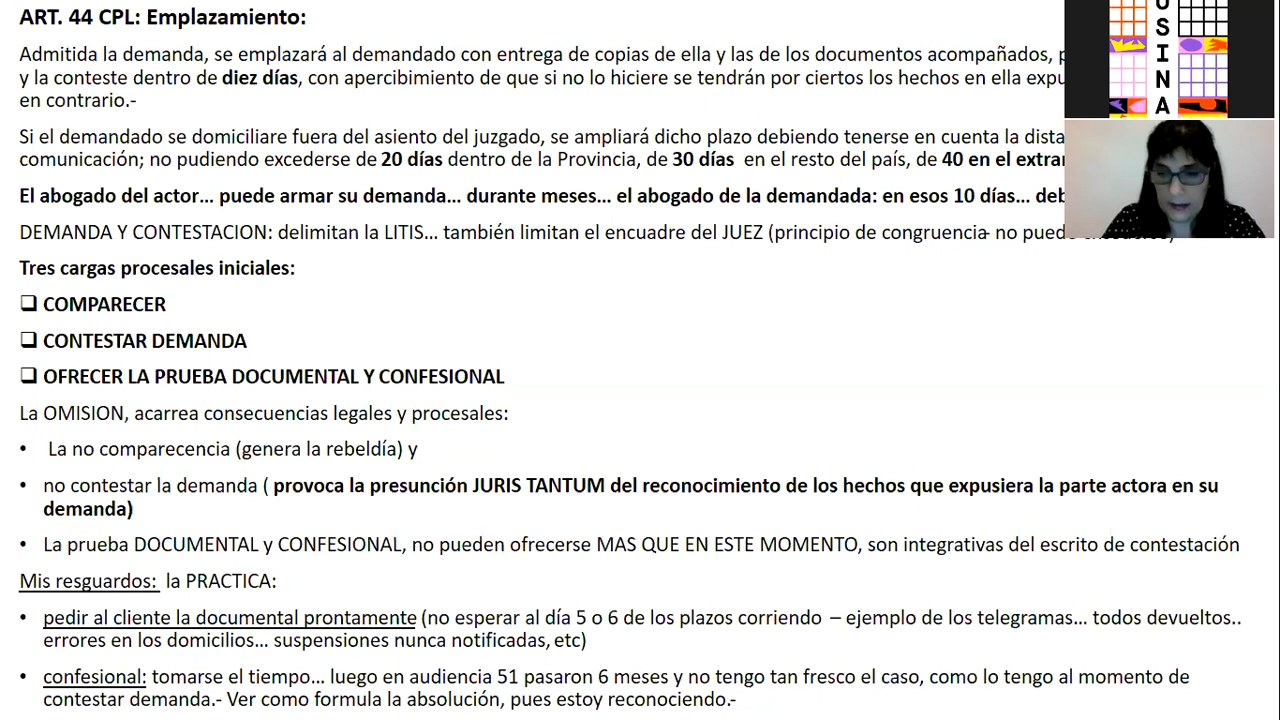 ART. 44 CPL: Emplazamiento:
Admitida la demanda, se emplazará al demandado con entrega de copias de ella y las de los documentos acompañados,
y la conteste dentro de diez días, con apercibimiento de que si no lo hiciere se tendrán por ciertos los hechos en ella
en contrario.-
Si el demandado se domiciliare fuera del asiento del juzgado, se ampliará dicho plazo debiendo tenerse en cuenta la
comunicación; no pudiendo excederse de 20 días dentro de la Provincia, de 30 días en el resto del país, de 40 en el
El abogado del actor... puede armar su demanda... durante meses... el abogado de la demandada: en esos 10 días...
DEMANDA Y CONTESTACION: delimitan la LITIS... también limitan el encuadre del JUEZ (principio de congruencia- no
Tres cargas procesales iniciales:
❑ COMPARECER
❑ CONTESTAR DEMANDA
❑ OFRECER LA PRUEBA DOCUMENTAL Y CONFESIONAL
La OMISION, acarrea consecuencias legales y procesales:
• La no comparecencia (genera la rebeldía) y
• no contestar la demanda ( provoca la presunción JURIS TANTUM del reconocimiento de los hechos que expusiera la parte actora en su
demanda)
• La prueba DOCUMENTAL y CONFESIONAL, no pueden ofrecerse MAS QUE EN ESTE MOMENTO, son integrativas del escrito de contestación
Mis resguardos: la PRACTICA:
• pedir al cliente la documental prontamente (no esperar al día 5 o 6 de los plazos corriendo – ejemplo de los telegramas... todos devueltos..
errores en los domicilios... suspensiones nunca notificadas, etc)
• confesional: tomarse el tiempo... luego en audiencia 51 pasaron 6 meses y no tengo tan fresco el caso, como lo tengo al momento de
contestar demanda.- Ver como formula la absolución, pues estoy reconociendo.-
U
S
I
N
A